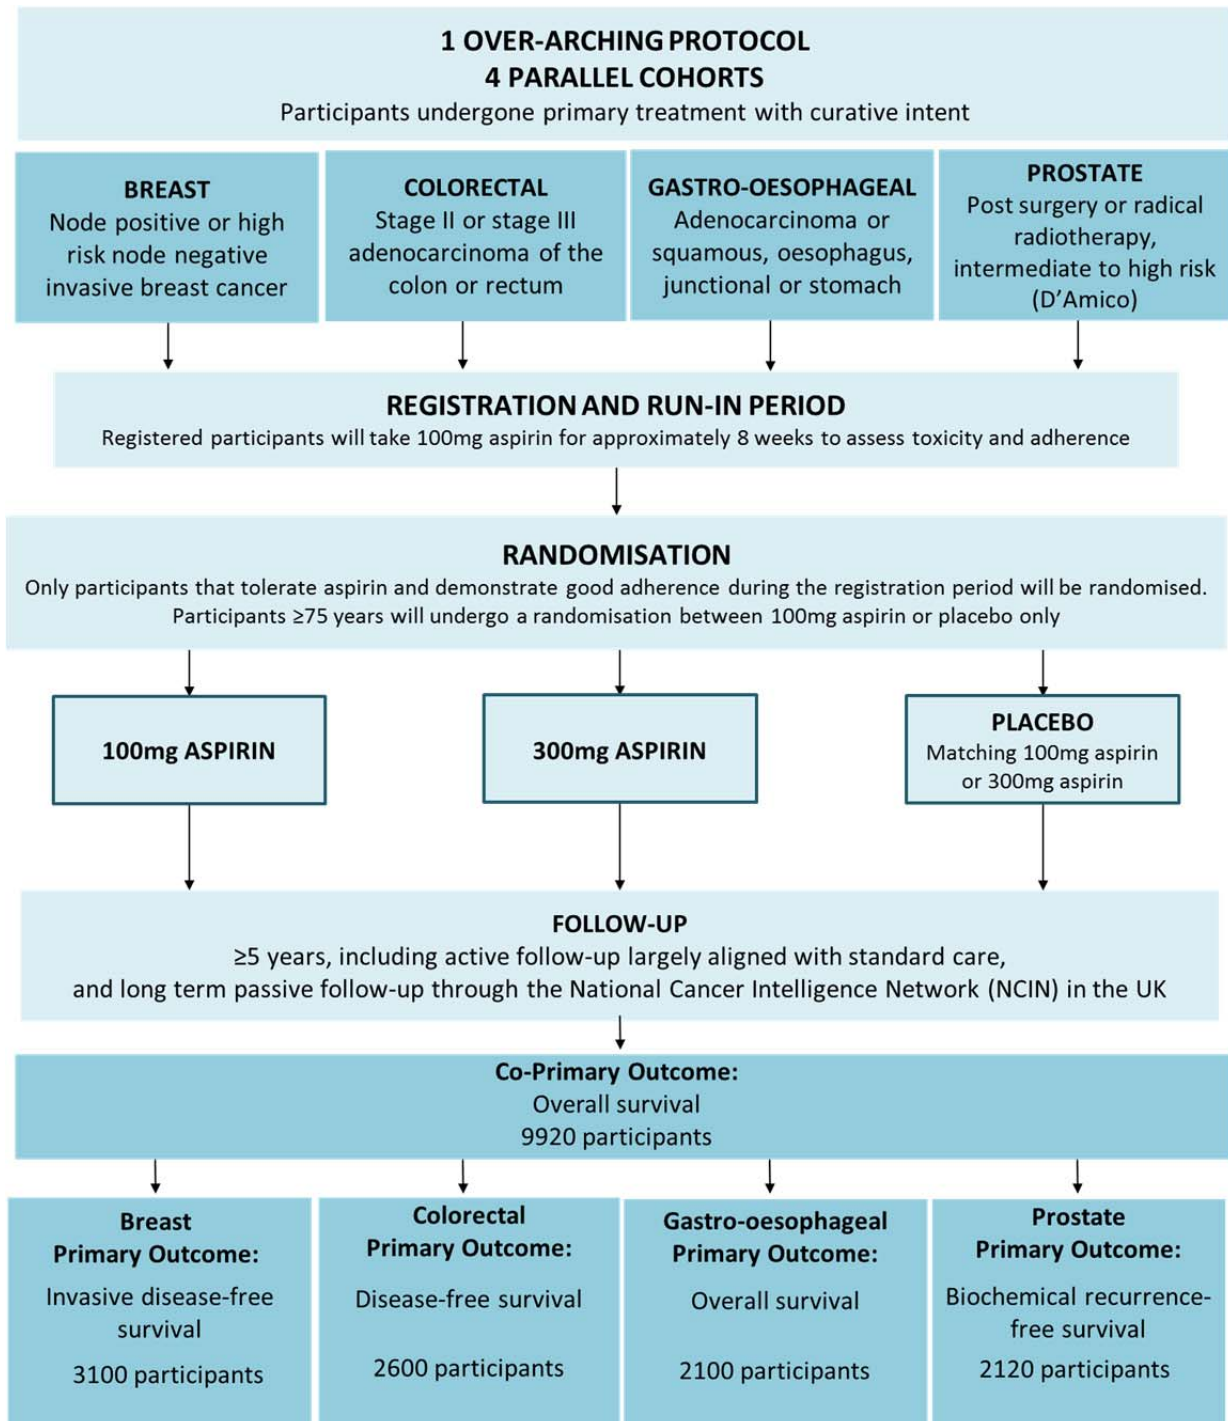 1 OVER-ARCHING PROTOCOL
4 PARALLEL COHORTS
Participants undergone primary treatment with curative intent
BREAST
Node positive or high
risk node negative
invasive breast cancer
COLORECTAL
Stage II or stage III
adenocarcinoma of the
colon or rectum
GASTRO-OESOPHAGEAL
Adenocarcinoma or
squamous, oesophagus,
junctional or stomach
PROSTATE
Post surgery or radical
radiotherapy,
intermediate to high risk
(D’Amico)
REGISTRATION AND RUN-IN PERIOD
Registered participants will take 100mg aspirin for approximately 8 weeks to assess toxicity and adherence
RANDOMISATION
Only participants that tolerate aspirin and demonstrate good adherence during the registration period will be randomised.
Participants ≥75 years will undergo a randomisation between 100mg aspirin or placebo only
100mg ASPIRIN
300mg ASPIRIN
PLACEBO
Matching 100mg aspirin
or 300mg aspirin
FOLLOW-UP
≥5 years, including active follow-up largely aligned with standard care,
and long term passive follow-up through the National Cancer Intelligence Network (NCIN) in the UK
Co-Primary Outcome:
Overall survival
9920 participants
Breast
Primary Outcome:
Invasive disease-free
survival
3100 participants
Colorectal
Primary Outcome:
Disease-free survival
2600 participants
Gastro-oesophageal
Primary Outcome:
Overall survival
2100 participants
Prostate
Primary Outcome:
Biochemical recurrence-
free survival
2120 participants